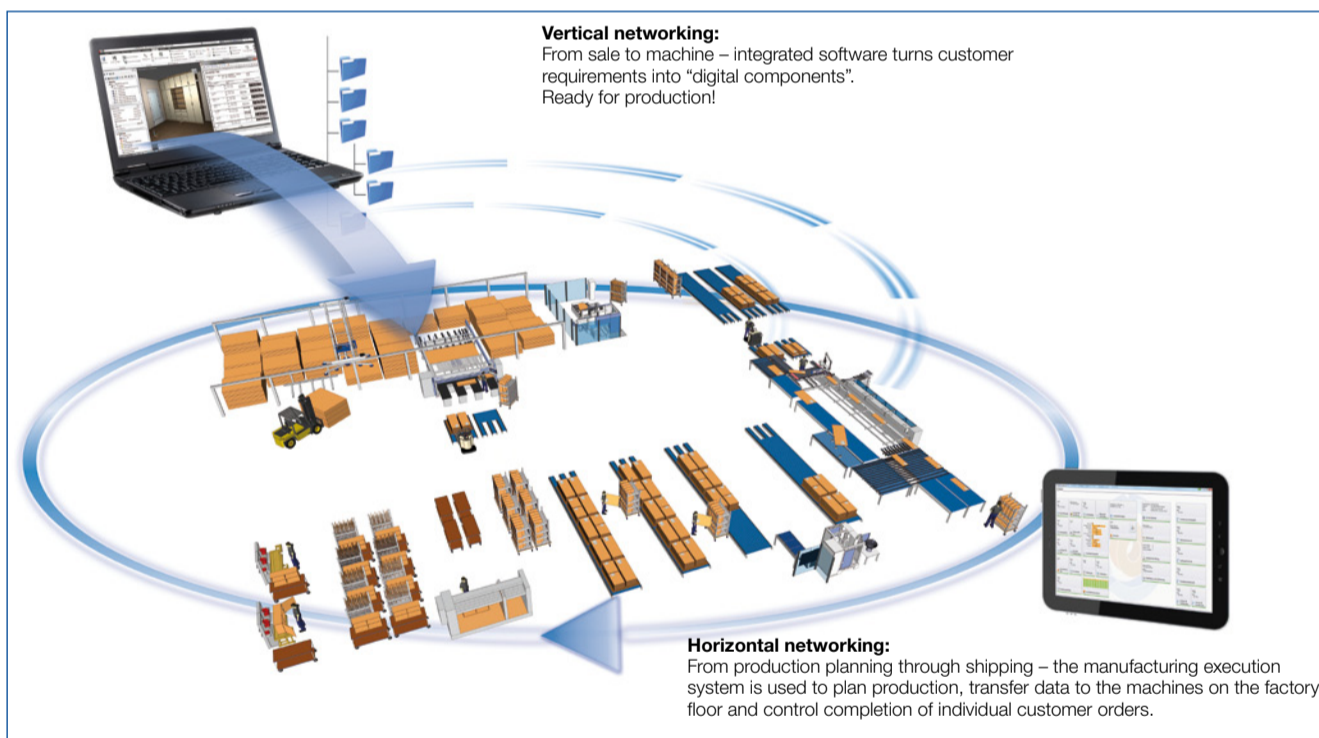 Vertical networking:
From sale to machine – integrated software turns customer
requirements into “digital components”.
Ready for production!
Horizontal networking:
From production planning through shipping – the manufacturing execution
system is used to plan production, transfer data to the machines on the factory
floor and control completion of individual customer orders.